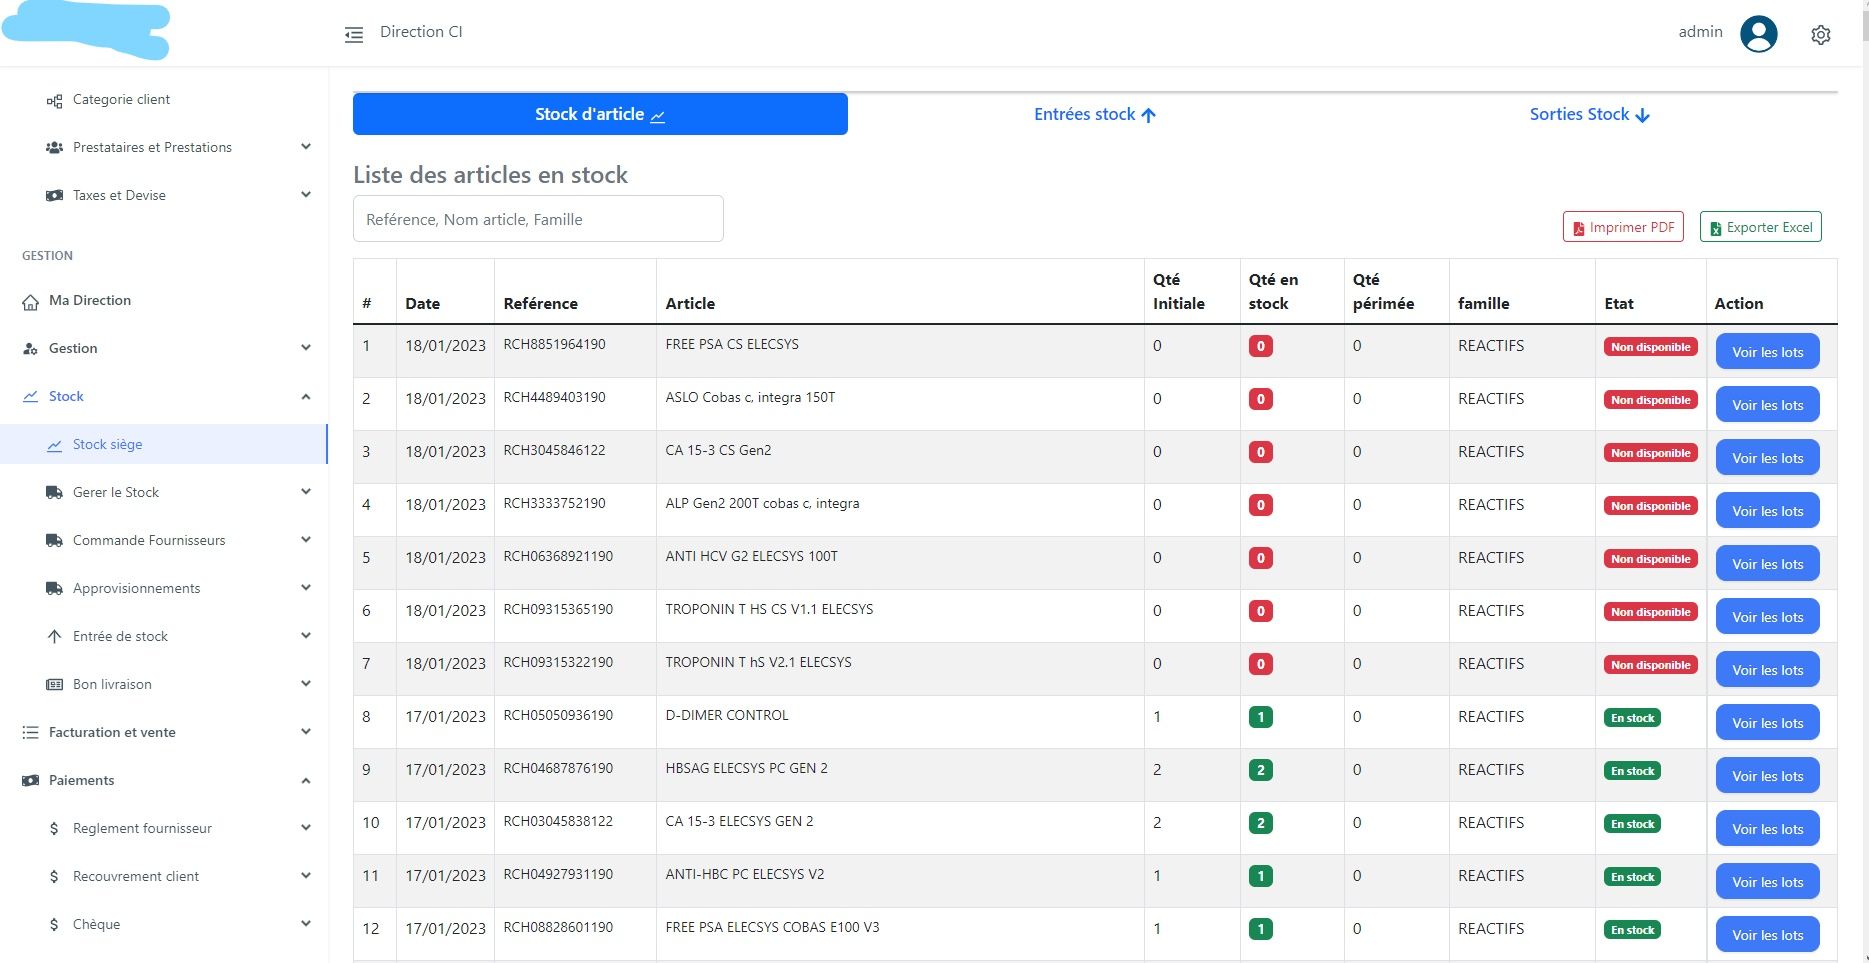 Direction CI
admin
Categorie client
Prestataires et Prestations
Taxes et Devise
GESTION
Ma Direction
Gestion
Stock
Stock siège
Gerer le Stock
Commande Fournisseurs
Approvisionnements
Entrée de stock
Bon livraison
Facturation et vente
Paiements
Reglement fournisseur
Recouvrement client
Chèque
Stock d'article
Entrées stock
Sorties Stock
Liste des articles en stock
Reférence, Nom article, Famille
Imprimer PDF
Exporter Excel
# Date Reférence Article Qté Initiale Qté en stock Qté périmée famille Etat Action
1 18/01/2023 RCH8851964190 FREE PSA CS ELECSYS 0 0 0 REACTIFS Non disponible Voir les lots
2 18/01/2023 RCH4489403190 ASLO Cobas c, integra 150T 0 0 0 REACTIFS Non disponible Voir les lots
3 18/01/2023 RCH3045846122 CA 15-3 CS Gen2 0 0 0 REACTIFS Non disponible Voir les lots
4 18/01/2023 RCH3333752190 ALP Gen2 200T cobas c, integra 0 0 0 REACTIFS Non disponible Voir les lots
5 18/01/2023 RCH06368921190 ANTI HCV G2 ELECSYS 100T 0 0 0 REACTIFS Non disponible Voir les lots
6 18/01/2023 RCH09315365190 TROPONIN T HS CS V1.1 ELECSYS 0 0 0 REACTIFS Non disponible Voir les lots
7 18/01/2023 RCH09315322190 TROPONIN T hS V2.1 ELECSYS 0 0 0 REACTIFS Non disponible Voir les lots
8 17/01/2023 RCH05050936190 D-DIMER CONTROL 1 1 0 REACTIFS En stock Voir les lots
9 17/01/2023 RCH04687876190 HBSAG ELECSYS PC GEN 2 2 2 0 REACTIFS En stock Voir les lots
10 17/01/2023 RCH03045838122 CA 15-3 ELECSYS GEN 2 2 2 0 REACTIFS En stock Voir les lots
11 17/01/2023 RCH04927931190 ANTI-HBC PC ELECSYS V2 1 1 0 REACTIFS En stock Voir les lots
12 17/01/2023 RCH08828601190 FREE PSA ELECSYS COBAS E100 V3 1 1 0 REACTIFS En stock Voir les lots